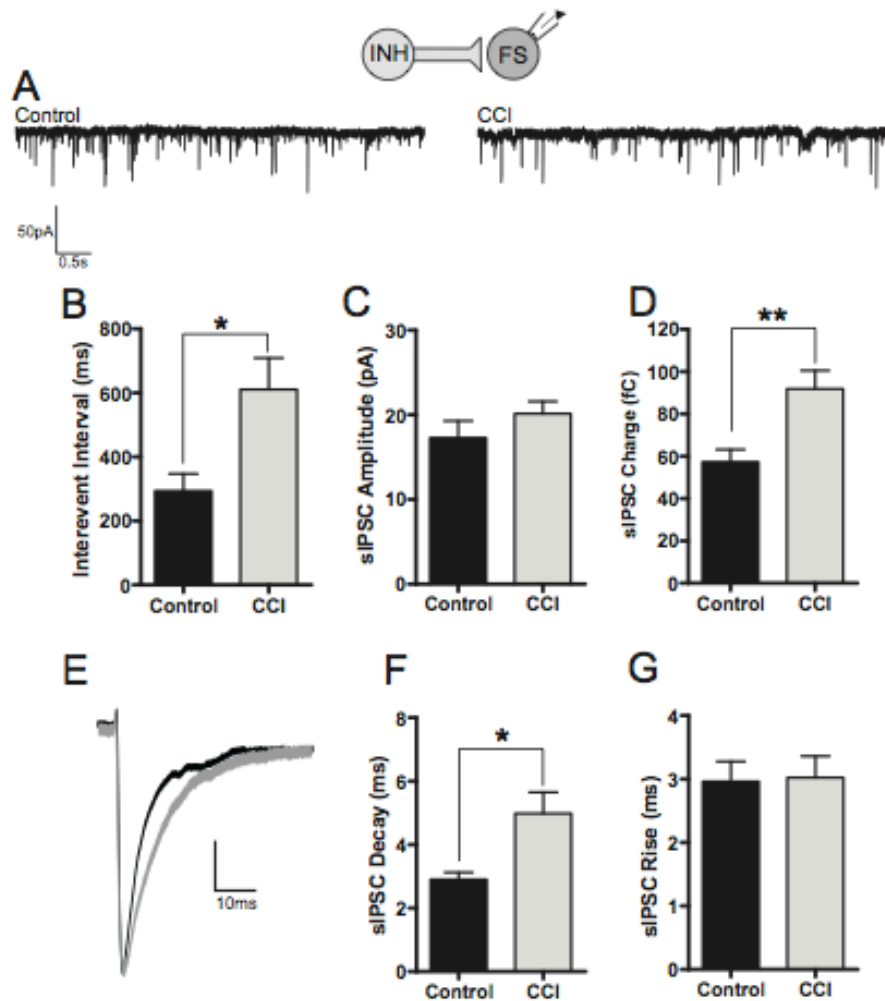 INH
FS
A
Control
CCI
50pA
0.5s
B
Interevent Interval (ms)
800
600
400
200
0
*
Control
CCI
C
sIPSC Amplitude (pA)
30
20
10
0
Control
CCI
D
sIPSC Charge (fC)
120
100
80
60
40
20
0
**
Control
CCI
E
10ms
F
sIPSC Decay (ms)
8
6
4
2
0
*
Control
CCI
G
sIPSC Rise (ms)
4
3
2
1
0
Control
CCI